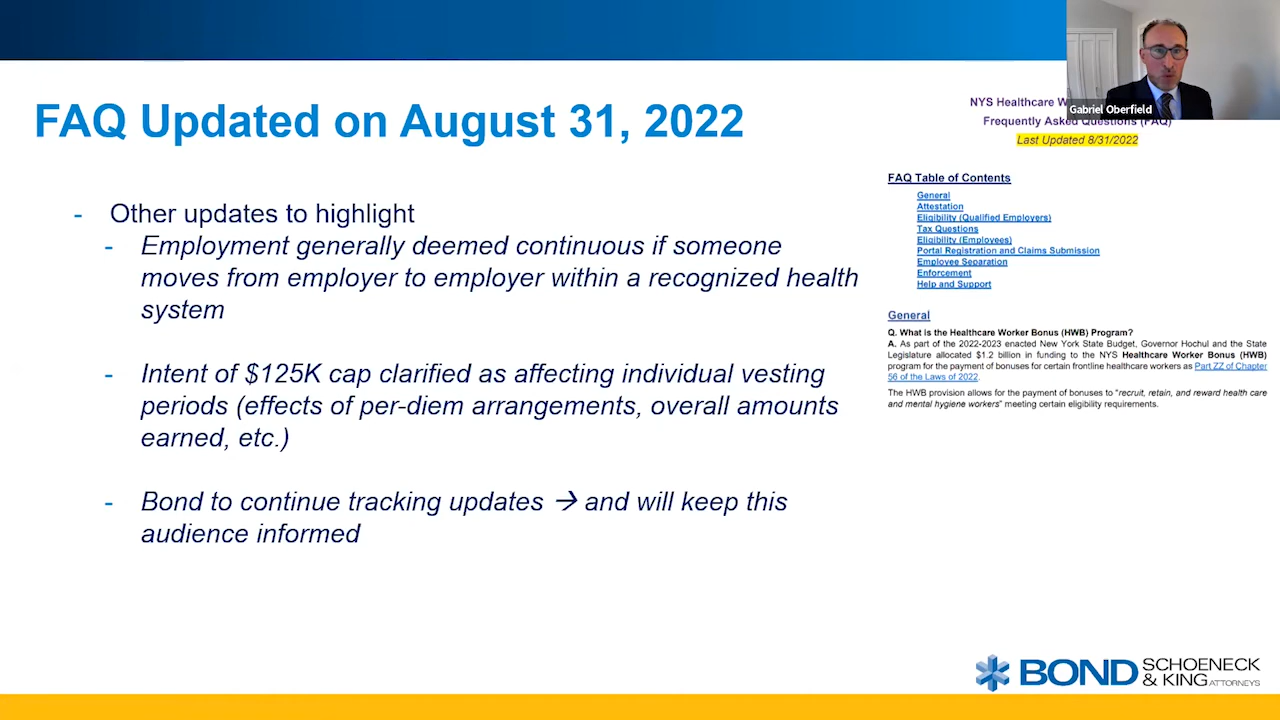 FAQ Updated on August 31, 2022
- Other updates to highlight
- Employment generally deemed continuous if someone
moves from employer to employer within a recognized health
system
- Intent of $125K cap clarified as affecting individual vesting
periods (effects of per-diem arrangements, overall amounts
earned, etc.)
- Bond to continue tracking updates → and will keep this
audience informed
Gabriel Oberfield
NYS Healthcare
Frequently Asked Questions (FAQ)
Last Updated 8/31/2022
FAQ Table of Contents
General
Attestation
Eligibility (Qualified Employers)
Tax Questions
Eligibility (Employees)
Portal Registration and Claims Submission
Employee Separation
Enforcement
Help and Support
General
Q. What is the Healthcare Worker Bonus (HWB) Program?
A. As part of the 2022-2023 enacted New York State Budget, Governor Hochul and the State
Legislature allocated $1.2 billion in funding to the NYS Healthcare Worker Bonus (HWB)
program for the payment of bonuses for certain frontline healthcare workers as Part ZZ of Chapter
56 of the Laws of 2022.
The HWB provision allows for the payment of bonuses to "recruit, retain, and reward health care
and mental hygiene workers" meeting certain eligibility requirements.
BOND SCHOENECK
& KING ATTORNEYS